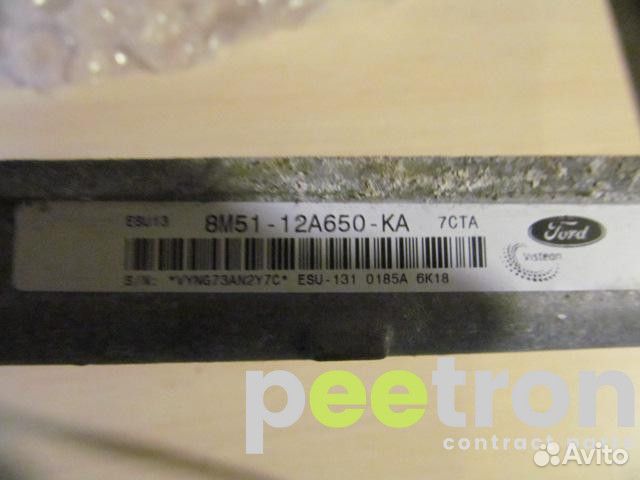 ESU13 8M51-12A650-KA 7CTA
Ford
Visteon
S/N: *VYNG73AN2Y7C* ESU-131 0185A 6K18
peetron
contract parts
Avito